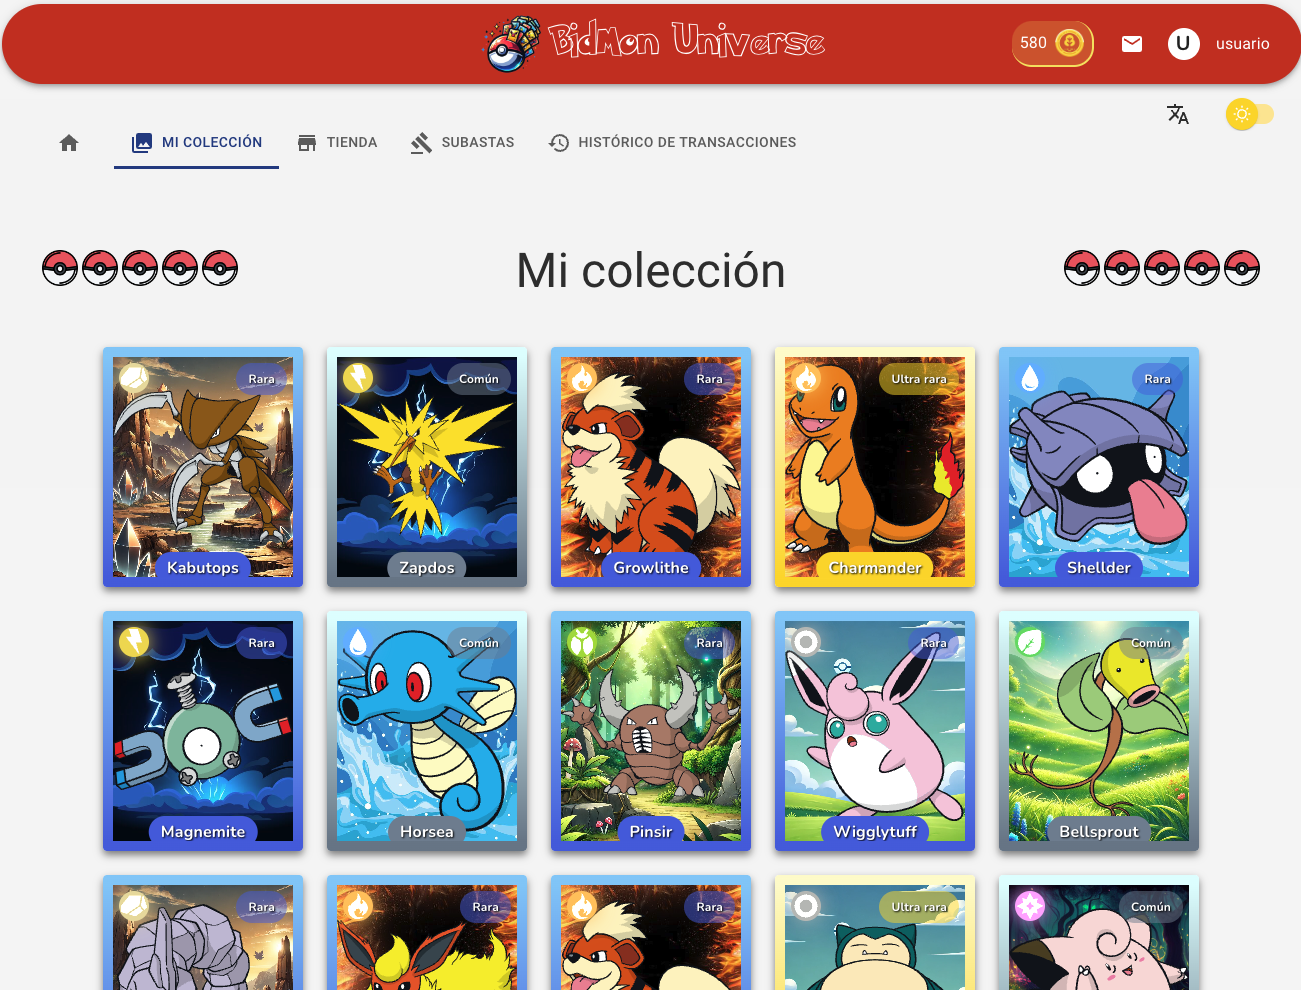 BidMon Universe
580
U
usuario
MI COLECCIÓN
TIENDA
SUBASTAS
HISTÓRICO DE TRANSACCIONES
Mi colección
Rara
Común
Rara
Ultra rara
Rara
Kabutops
Zapdos
Growlithe
Charmander
Shellder
Rara
Común
Rara
Rara
Común
Magnemite
Horsea
Pinsir
Wigglytuff
Bellsprout
Rara
Rara
Rara
Ultra rara
Común